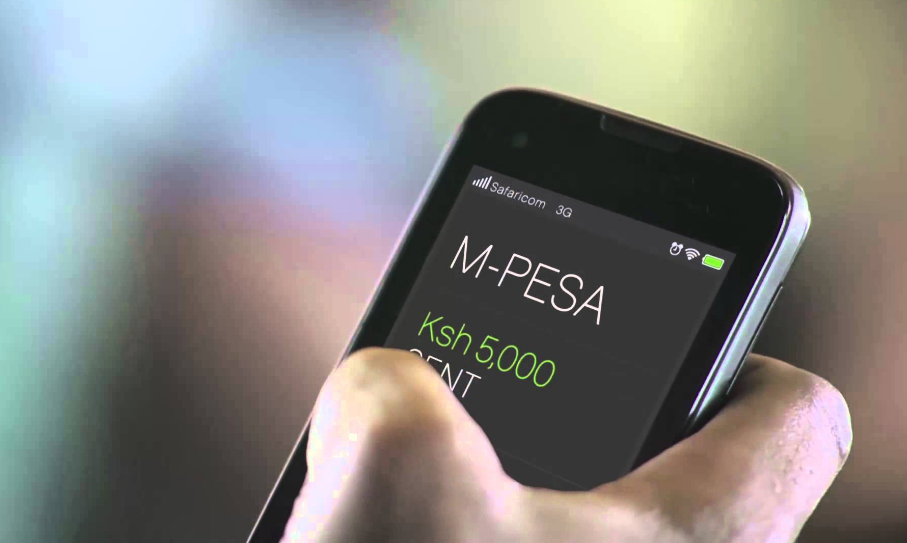 Safaricom 3G
M-PESA
Ksh 5,000
SENT